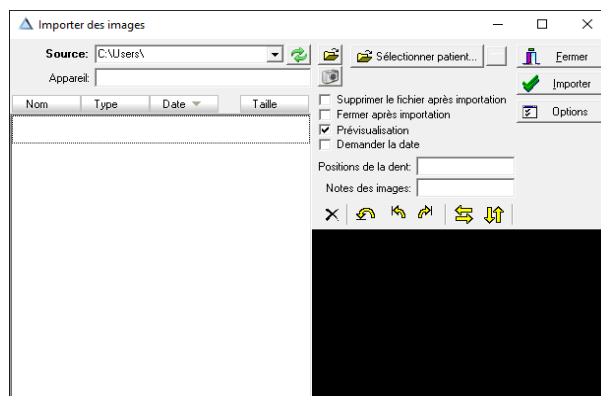 Importer des images
Source: C:\Users\
Appareil:
Nom Type Date Taille
Sélectionner patient...
Supprimer le fichier après importation
Fermer après importation
Prévisualisation
Demander la date
Positions de la dent:
Notes des images:
Fermer
Importer
Options